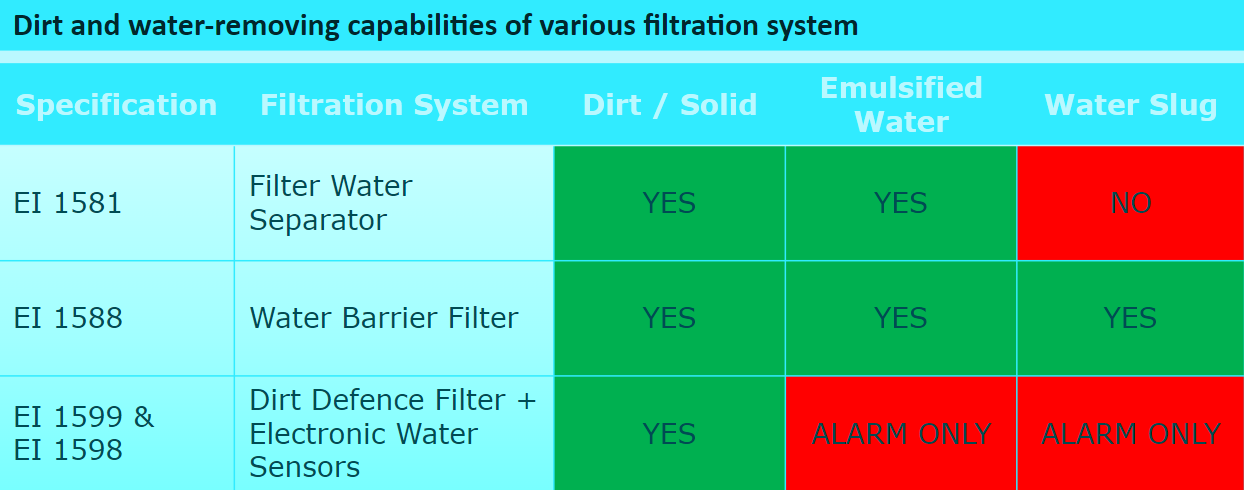 Dirt and water-removing capabilities of various filtration system
Specification
Filtration System
Dirt / Solid
Emulsified
Water
Water Slug
EI 1581
Filter Water
Separator
YES
YES
NO
EI 1588
Water Barrier Filter
YES
YES
YES
EI 1599 &
EI 1598
Dirt Defence Filter +
Electronic Water
Sensors
YES
ALARM ONLY
ALARM ONLY